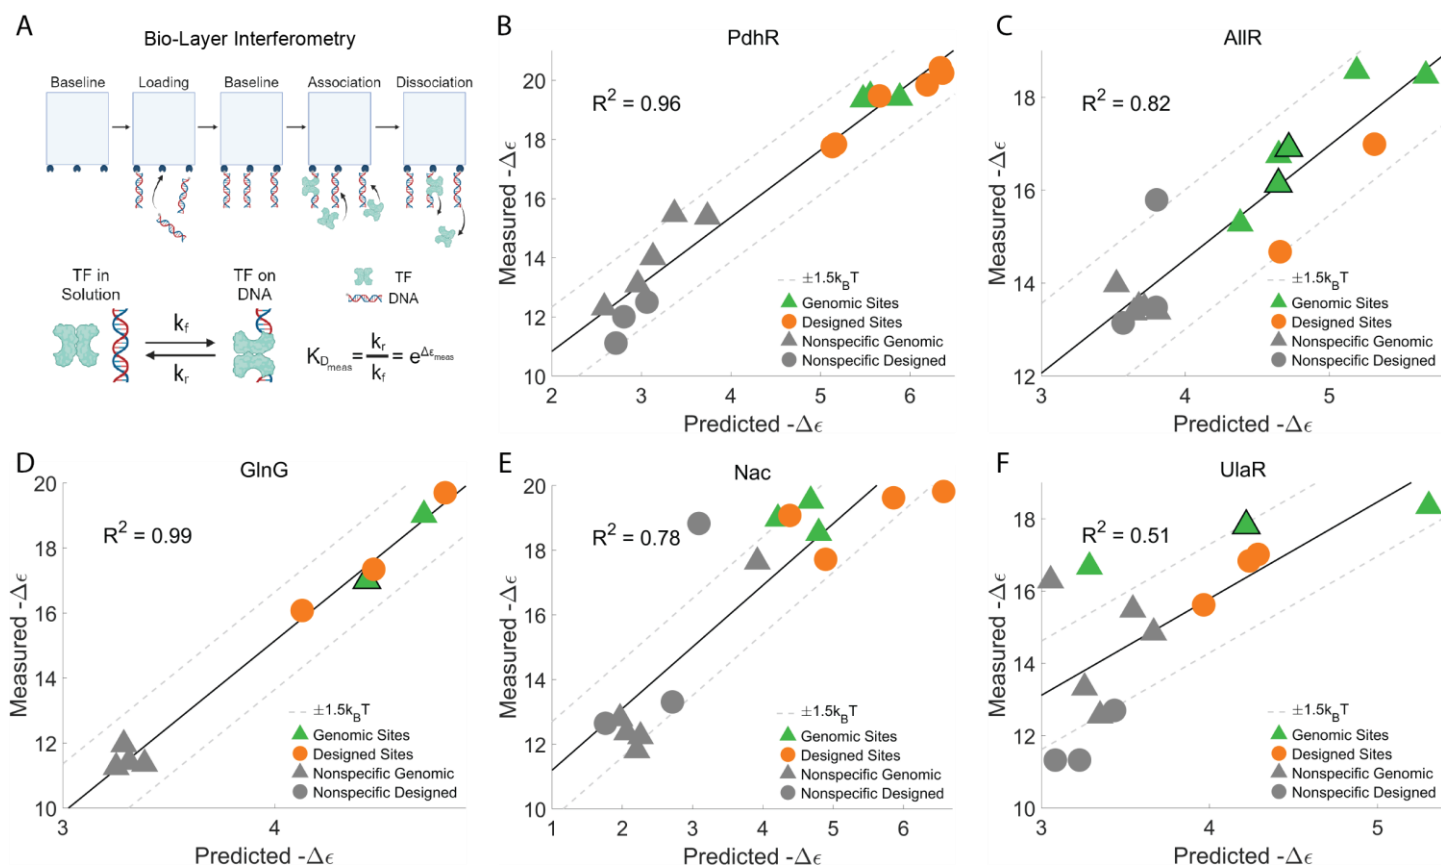 A
Bio-Layer Interferometry
Baseline
Loading
Baseline
Association
Dissociation
TF in
Solution
TF on
DNA
TF
DNA
k_f
k_r
K_{D_{meas}} = k_r / k_f = e^{Δε_{meas}}
B
PdhR
R² = 0.96
Measured -Δϵ
20
18
16
14
12
10
2
3
4
5
6
Predicted -Δϵ
±1.5k_BT
Genomic Sites
Designed Sites
Nonspecific Genomic
Nonspecific Designed
C
AllR
R² = 0.82
Measured -Δϵ
18
16
14
12
3
4
5
Predicted -Δϵ
±1.5k_BT
Genomic Sites
Designed Sites
Nonspecific Genomic
Nonspecific Designed
D
GlnG
R² = 0.99
Measured -Δϵ
20
18
16
14
12
10
3
4
Predicted -Δϵ
±1.5k_BT
Genomic Sites
Designed Sites
Nonspecific Genomic
Nonspecific Designed
E
Nac
R² = 0.78
Measured -Δϵ
20
18
16
14
12
10
1
2
3
4
5
6
Predicted -Δϵ
±1.5k_BT
Genomic Sites
Designed Sites
Nonspecific Genomic
Nonspecific Designed
F
UlaR
R² = 0.51
Measured -Δϵ
18
16
14
12
10
3
4
5
Predicted -Δϵ
±1.5k_BT
Genomic Sites
Designed Sites
Nonspecific Genomic
Nonspecific Designed